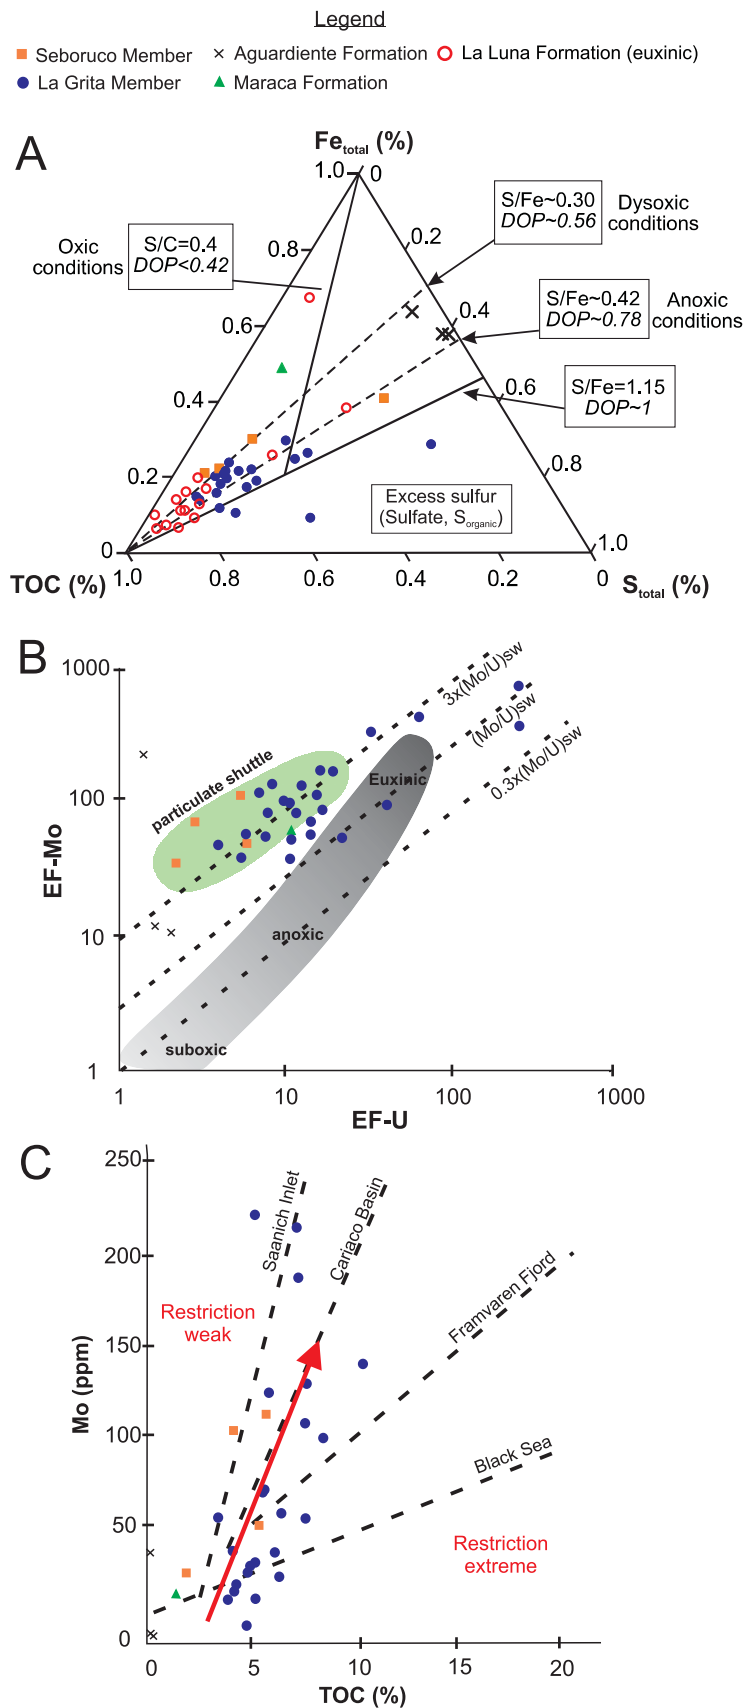 Legend
Seboruco Member
Aguardiente Formation
La Luna Formation (euxinic)
La Grita Member
Maraca Formation
A
Fe total (%)
1.0
0
S/Fe~0.30
DOP~0.56
Dysoxic
conditions
Oxic
conditions
S/C=0.4
DOP<0.42
0.8
0.2
S/Fe~0.42
DOP~0.78
Anoxic
conditions
0.6
0.4
S/Fe=1.15
DOP~1
0.4
0.6
0.2
0.8
Excess sulfur
(Sulfate, S organic)
0
1.0
TOC (%)
1.0
0.8
0.6
0.4
0.2
0
S total (%)
B
1000
100
10
1
EF-Mo
3x(Mo/U)sw
(Mo/U)sw
0.3x(Mo/U)sw
particulate shuttle
Euxinic
anoxic
suboxic
1
10
100
1000
EF-U
C
250
200
150
100
50
0
Mo (ppm)
Saanich Inlet
Cariaco Basin
Framvaren Fjord
Black Sea
Restriction
weak
Restriction
extreme
0
5
10
15
20
TOC (%)